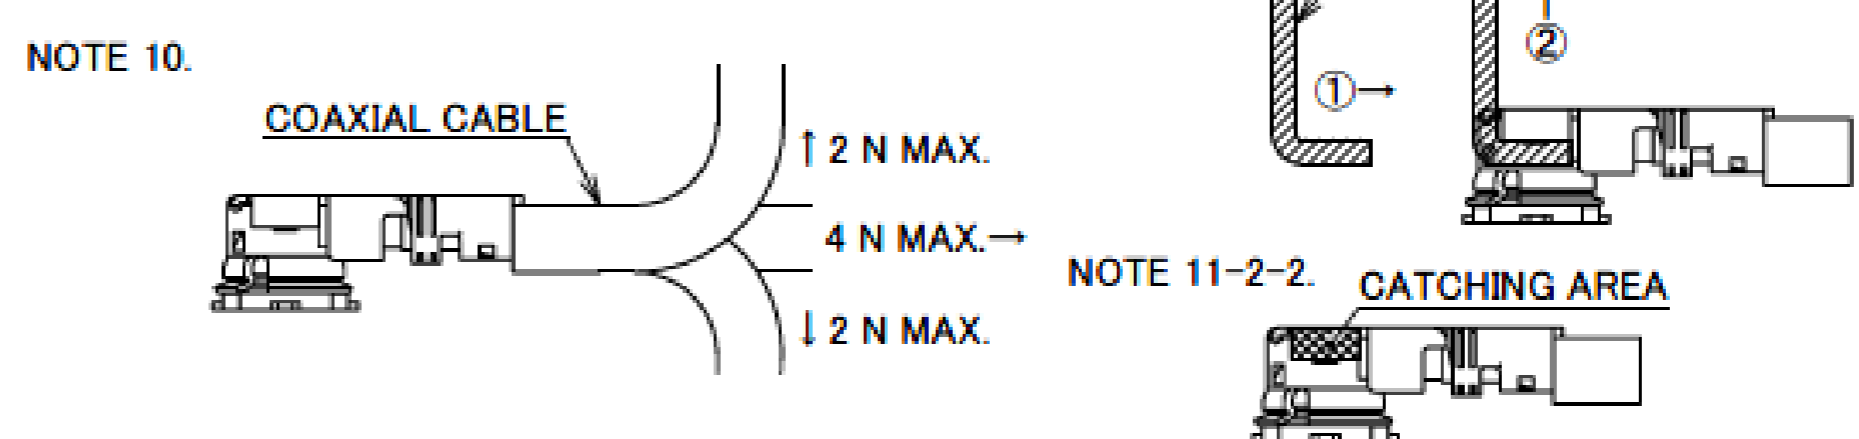 NOTE 10.
COAXIAL CABLE
↑ 2 N MAX.
4 N MAX.→
↓ 2 N MAX.
②
①→
NOTE 11-2-2.
CATCHING AREA